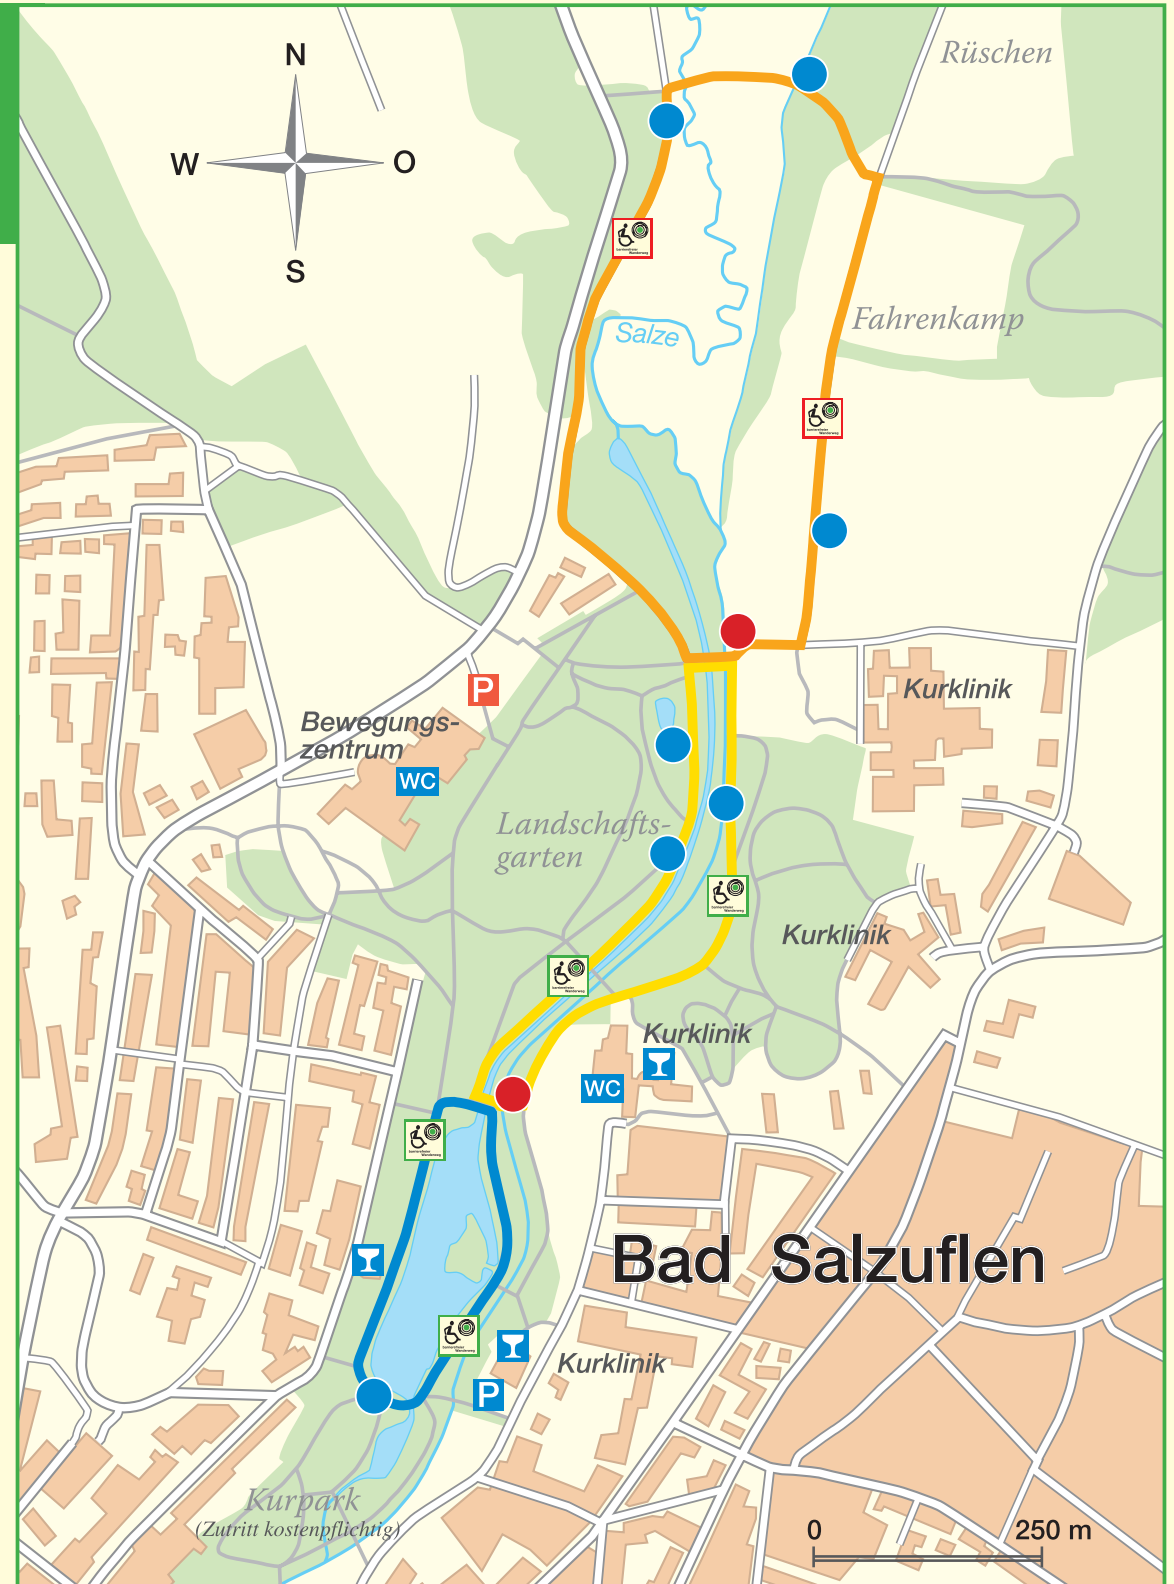 N
W
O
S
Rüschen
Fahrenkamp
Salze
P
Kurklinik
Bewegungs-
zentrum
WC
Landschafts-
garten
Kurklinik
Kurklinik
WC
Bad Salzuflen
Kurklinik
P
Kurpark
(Zutritt kostenpflichtig)
0
250 m